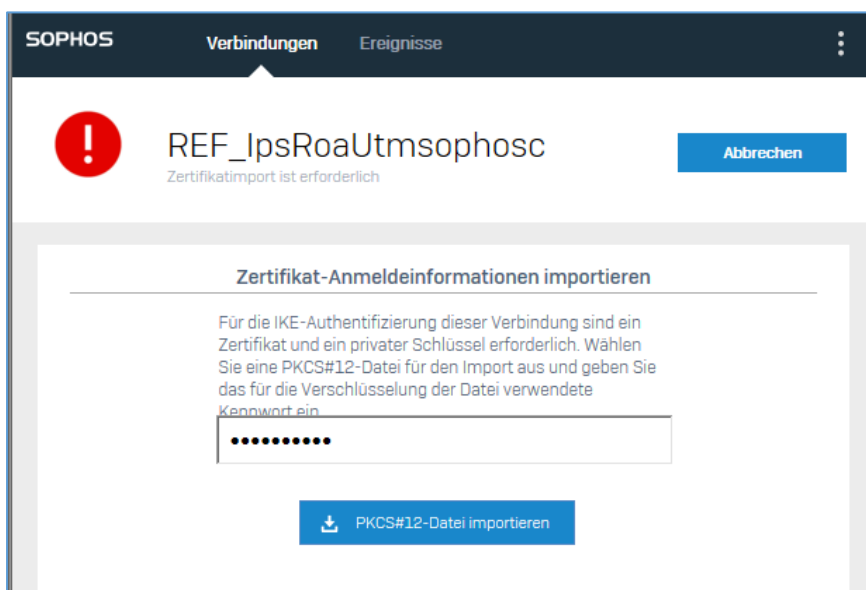 SOPHOS Verbindungen Ereignisse
REF_IpsRoaUtmsophosc
Zertifikatimport ist erforderlich
Abbrechen
Zertifikat-Anmeldeinformationen importieren
Für die IKE-Authentifizierung dieser Verbindung sind ein
Zertifikat und ein privater Schlüssel erforderlich. Wählen
Sie eine PKCS#12-Datei für den Import aus und geben Sie
das für die Verschlüsselung der Datei verwendete
Kennwort ein
••••••••••
PKCS#12-Datei importieren